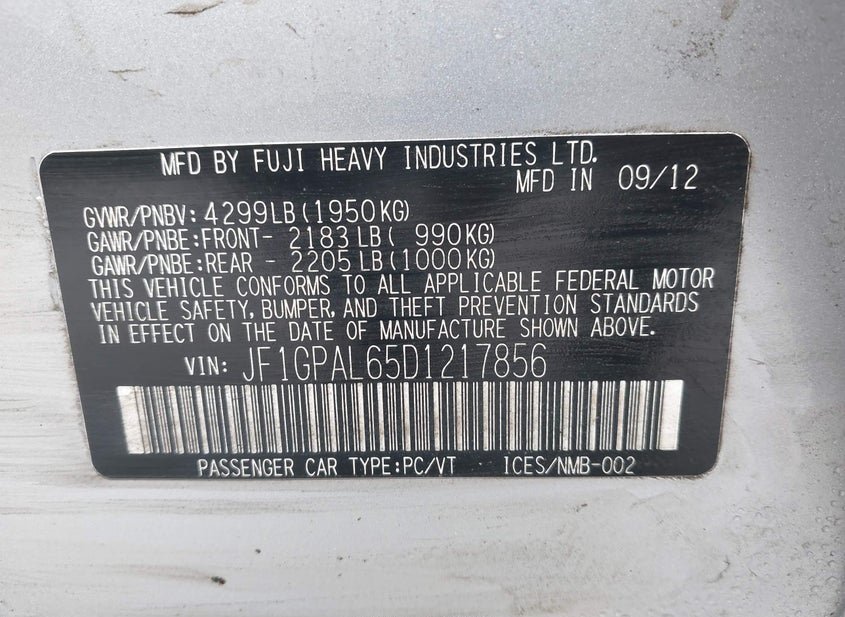 MFD BY FUJI HEAVY INDUSTRIES LTD.
MFD IN 09/12
GVWR/PNBV: 4299LB(1950KG)
GAWR/PNBE:FRONT- 2183LB( 990KG)
GAWR/PNBE:REAR - 2205LB(1000KG)
THIS VEHICLE CONFORMS TO ALL APPLICABLE FEDERAL MOTOR
VEHICLE SAFETY, BUMPER, AND THEFT PREVENTION STANDARDS
IN EFFECT ON THE DATE OF MANUFACTURE SHOWN ABOVE.
VIN: JF1GPAL65D1217856
PASSENGER CAR TYPE:PC/VT ICES/NMB-002